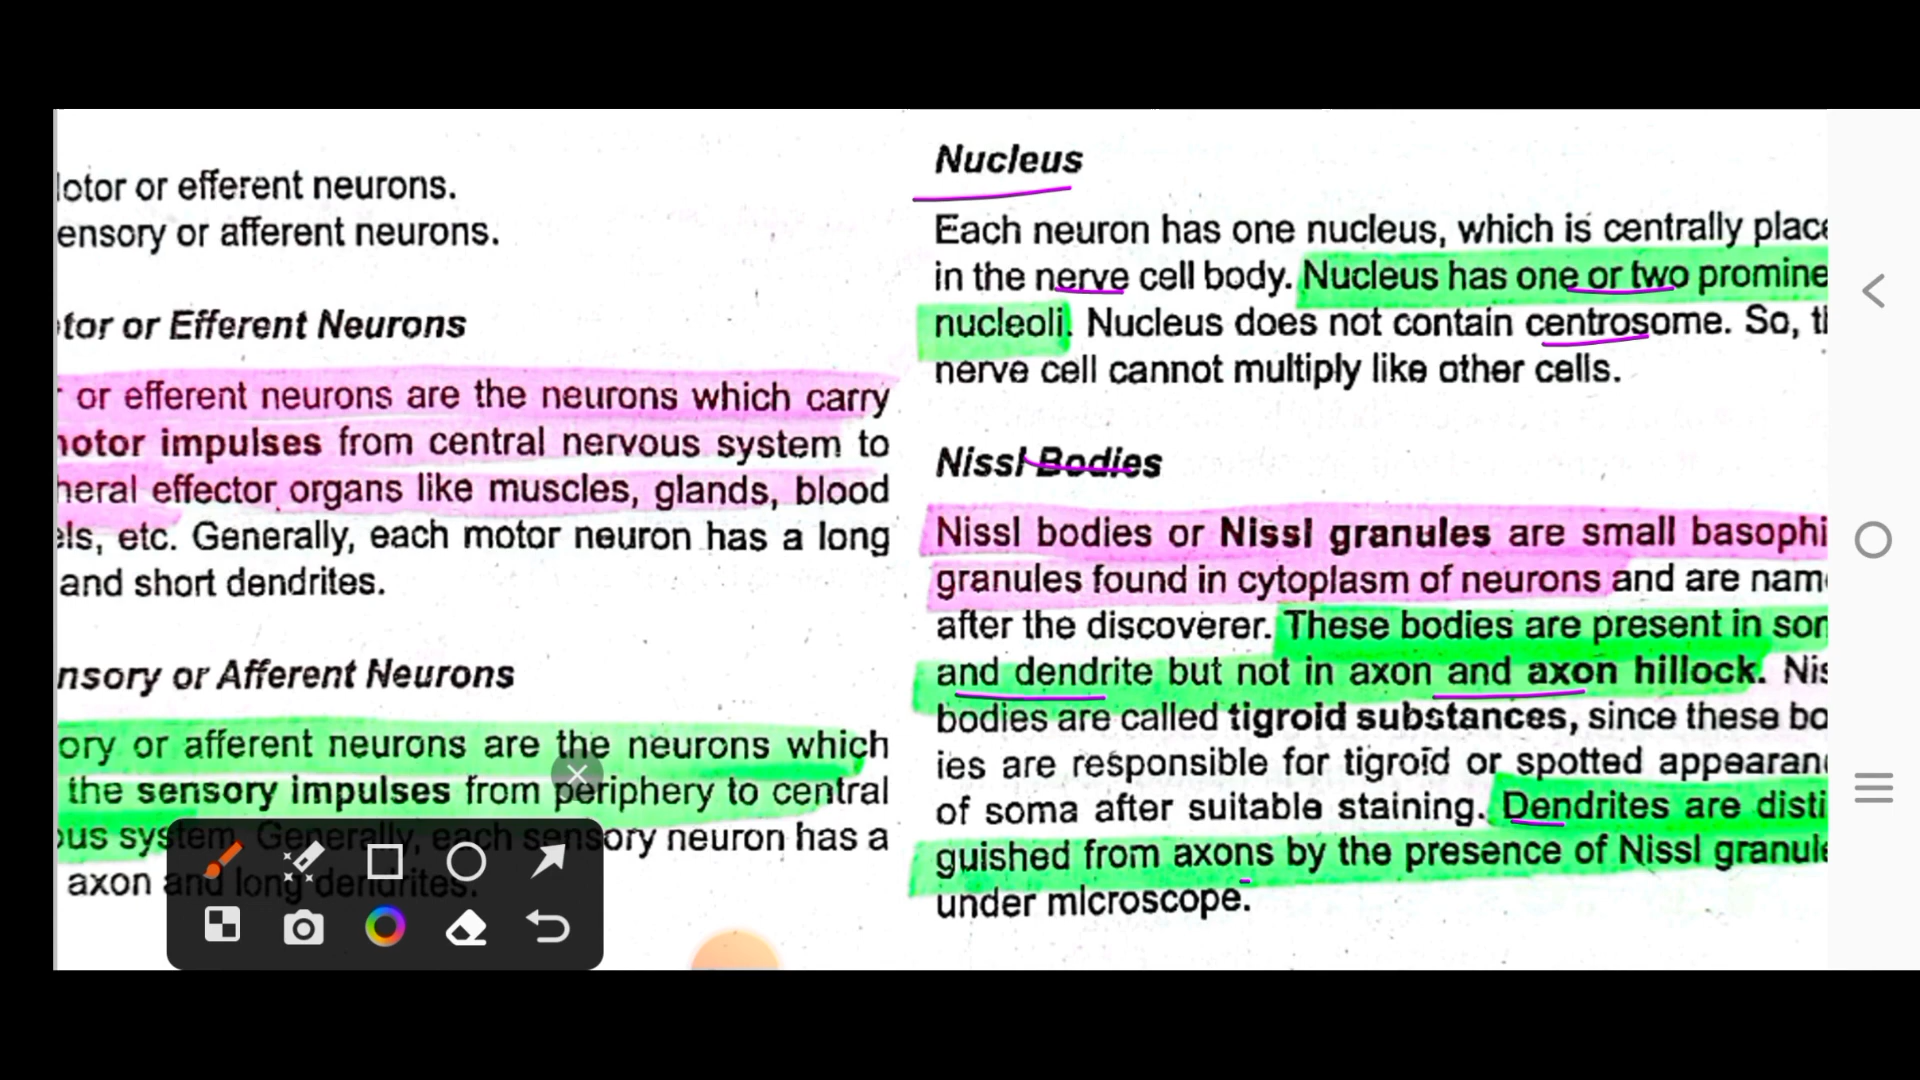 otor or efferent neurons.
ensory or afferent neurons.
tor or Efferent Neurons
or efferent neurons are the neurons which carry
otor impulses from central nervous system to
heral effector organs like muscles, glands, blood
els, etc. Generally, each motor neuron has a long
and short dendrites.
nsory or Afferent Neurons
ory or afferent neurons are the neurons which
the sensory impulses from periphery to central
ous system. Generally, each sensory neuron has a
axon and long dendrites.
Nucleus
Each neuron has one nucleus, which is centrally place
in the nerve cell body. Nucleus has one or two promine
nucleoli. Nucleus does not contain centrosome. So, t
nerve cell cannot multiply like other cells.
Nissl Bodies
Nissl bodies or Nissl granules are small basophi
granules found in cytoplasm of neurons and are nam
after the discoverer. These bodies are present in som
and dendrite but not in axon and axon hillock. Nis
bodies are called tigroid substances, since these bo
ies are responsible for tigroid or spotted appearan
of soma after suitable staining. Dendrites are disti
guished from axons by the presence of Nissl granule
under microscope.